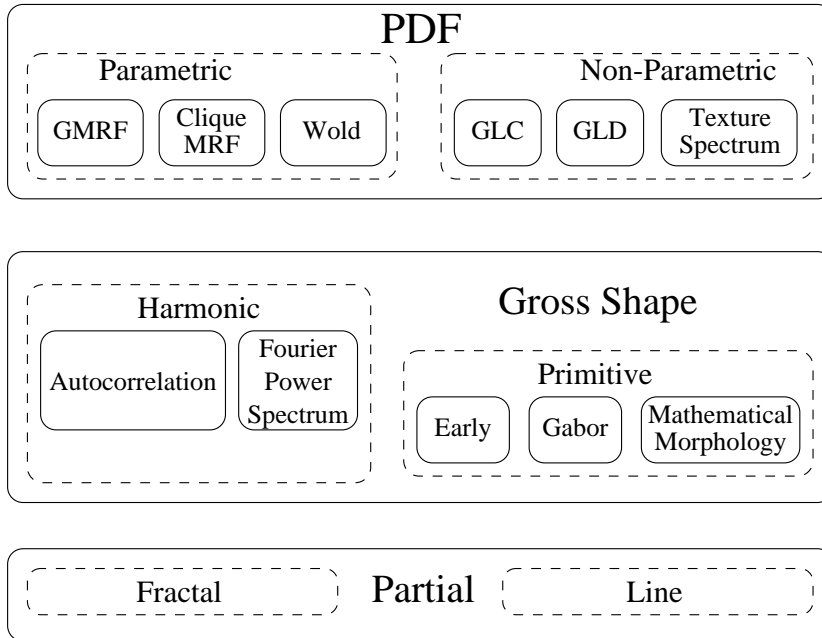 PDF
Parametric
GMRF
Clique
MRF
Wold
Non-Parametric
GLC
GLD
Texture
Spectrum
Harmonic
Autocorrelation
Fourier
Power
Spectrum
Gross Shape
Primitive
Early
Gabor
Mathematical
Morphology
Fractal
Partial
Line